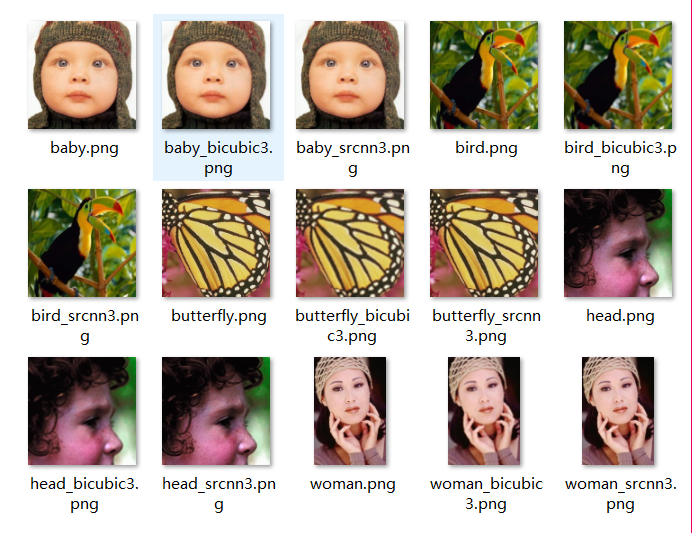 baby.png
baby_bicubic3.
png
baby_srcnn3.pn
g
bird.png
bird_bicubic3.p
ng
bird_srcnn3.pn
g
butterfly.png
butterfly_bicubi
c3.png
butterfly_srcnn
3.png
head.png
head_bicubic3.
png
head_srcnn3.pn
g
woman.png
woman_bicubic
3.png
woman_srcnn3.
png